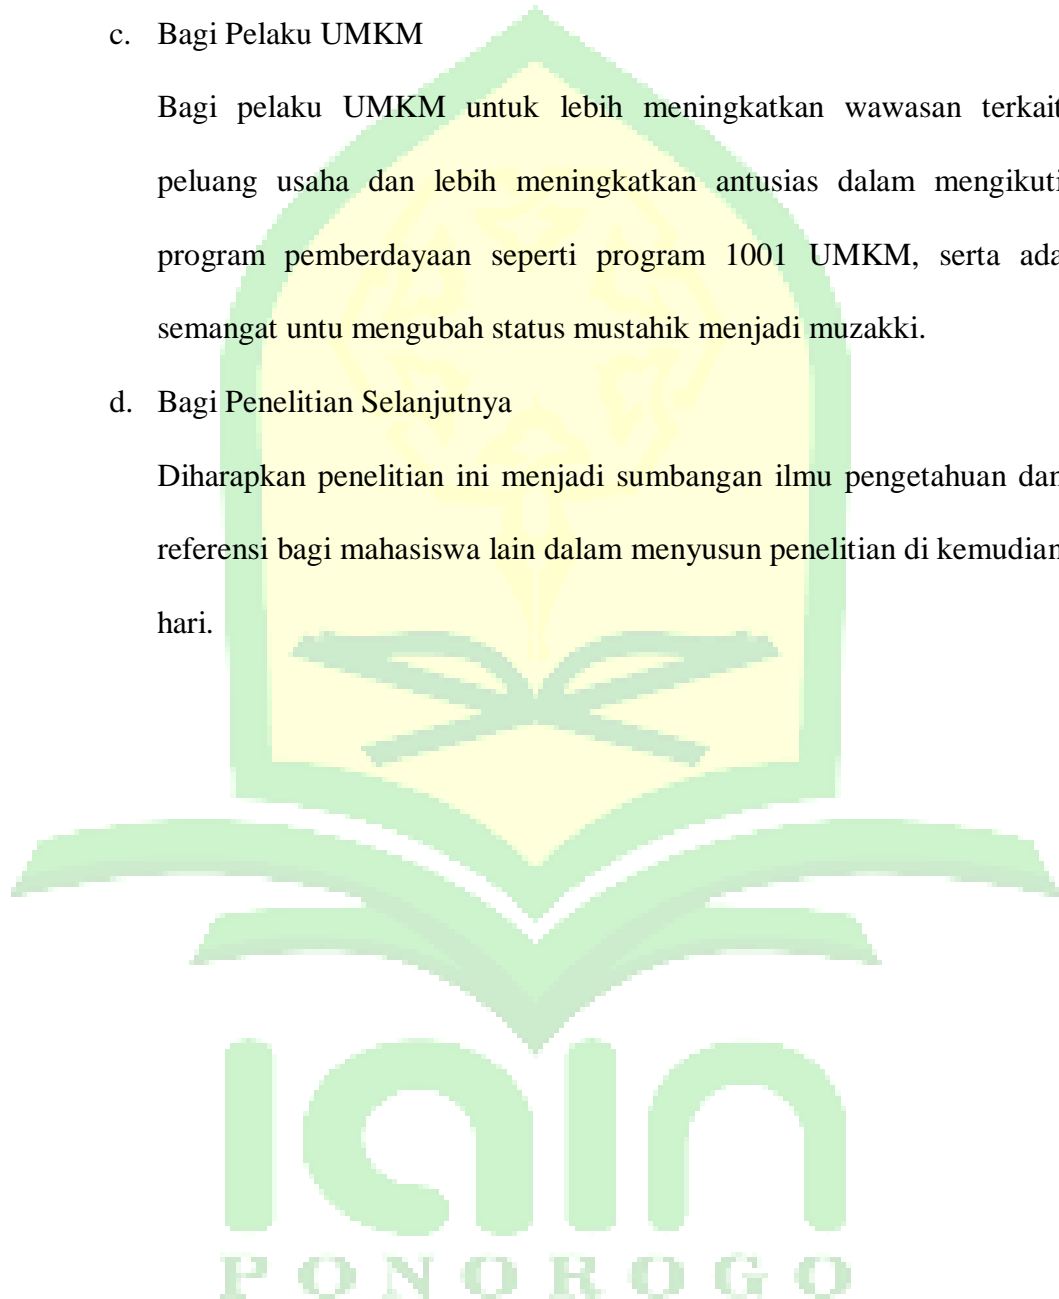 c. Bagi Pelaku UMKM
Bagi pelaku UMKM untuk lebih meningkatkan wawasan terkait
peluang usaha dan lebih meningkatkan antusias dalam mengikuti
program pemberdayaan seperti program 1001 UMKM, serta ada
semangat untu mengubah status mustahik menjadi muzakki.
d. Bagi Penelitian Selanjutnya
Diharapkan penelitian ini menjadi sumbangan ilmu pengetahuan dan
referensi bagi mahasiswa lain dalam menyusun penelitian di kemudian
hari.
iain
PONOROGO